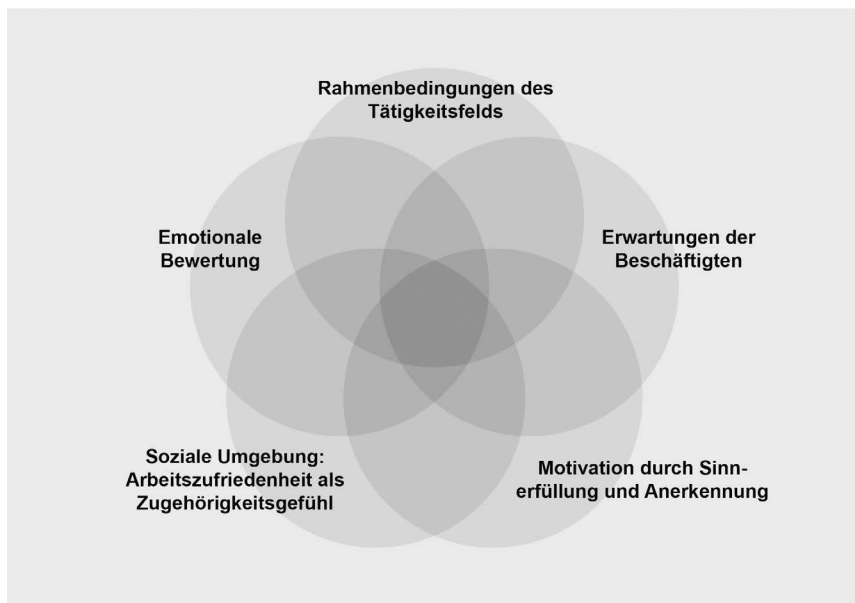 Rahmenbedingungen des
Tätigkeitsfelds
Emotionale
Bewertung
Erwartungen der
Beschäftigten
Soziale Umgebung:
Arbeitszufriedenheit als
Zugehörigkeitsgefühl
Motivation durch Sinn-
erfüllung und Anerkennung